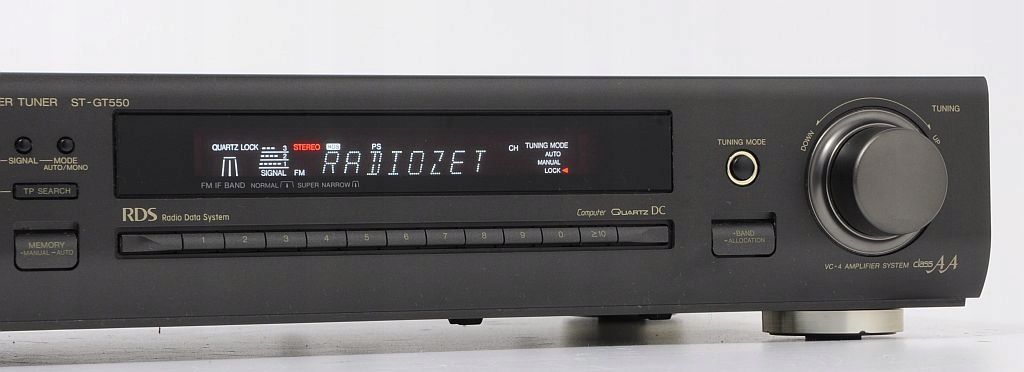 ER TUNER ST-GT550
SIGNAL MODE
AUTO/MONO
TP SEARCH
MEMORY
-MANUAL -AUTO
QUARTZ LOCK
3
2
1
SIGNAL
STEREO
FM
PS
RADIOZET
CH
TUNING MODE
AUTO
MANUAL
LOCK
FM IF BAND NORMAL SUPER NARROW
RDS Radio Data System
Computer QUARTZ DC
1 2 3 4 5 6 7 8 9 0 ≥10
TUNING MODE
-BAND
-ALLOCATION
TUNING
DOWN
UP
VC-4 AMPLIFIER SYSTEM class AA